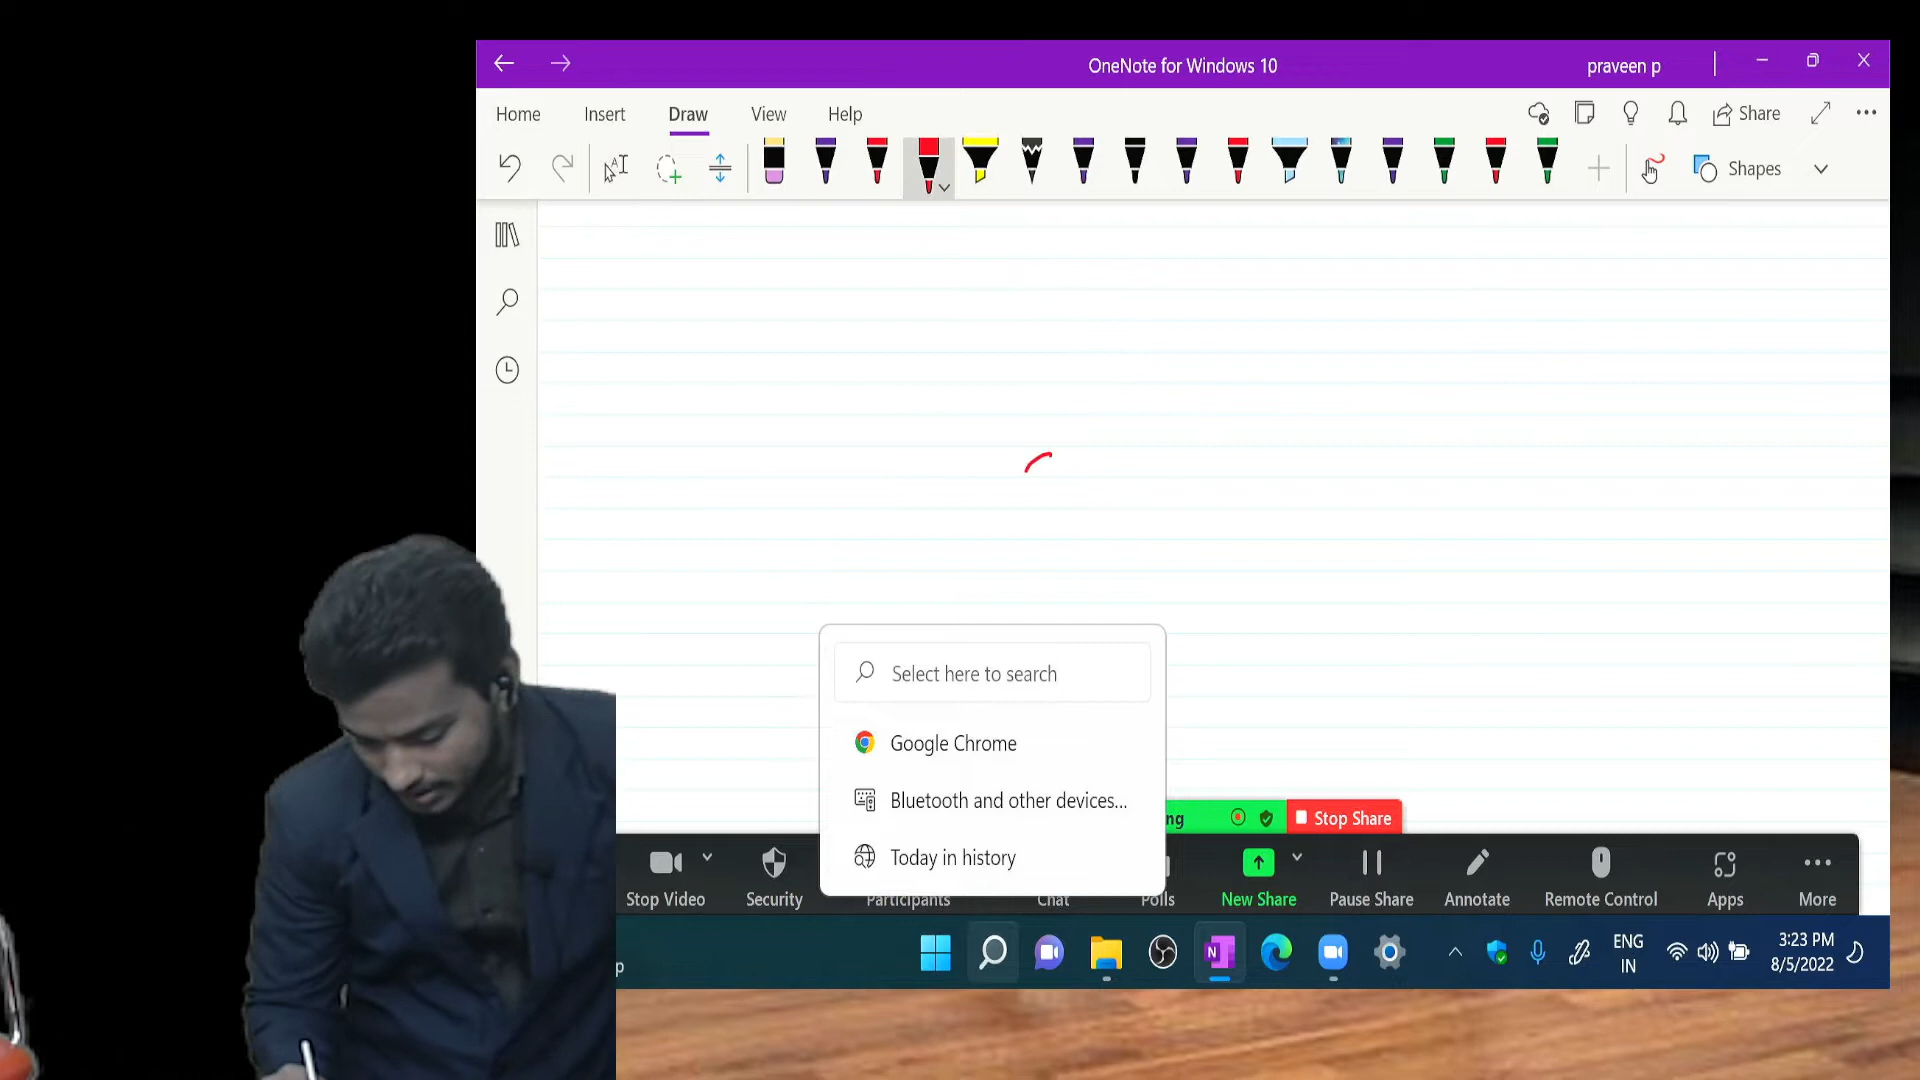 OneNote for Windows 10
praveen p
Home Insert Draw View Help
Share
Shapes
Select here to search
Google Chrome
Bluetooth and other devices...
Today in history
ng
Stop Share
Stop Video
Security
Participants
Chat
Polls
New Share
Pause Share
Annotate
Remote Control
Apps
More
p
ENG
IN
3:23 PM
8/5/2022